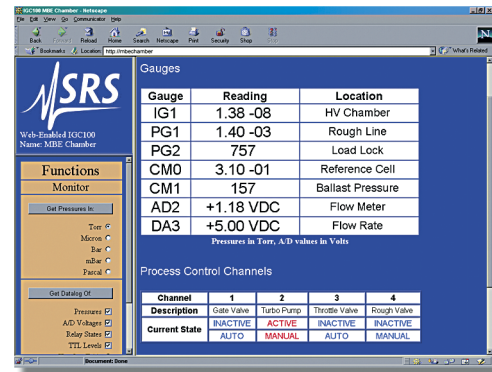 IGC100 MBE Chamber - Netscape
File Edit View Go Communicator Help
Back Forward Reload Home Search Netscape Print Security Shop Stop
Bookmarks Location: http://mbechamber What's Related
SRS
Web-Enabled IGC100
Name: MBE Chamber
Functions
Monitor
Get Pressures In:
Torr
Micron
Bar
mBar
Pascal
Get Datalog Of:
Pressures
A/D Voltages
Relay States
TTL Levels
Gauges
Gauge Reading Location
IG1 1.38 -08 HV Chamber
PG1 1.40 -03 Rough Line
PG2 757 Load Lock
CM0 3.10 -01 Reference Cell
CM1 157 Ballast Pressure
AD2 +1.18 VDC Flow Meter
DA3 +5.00 VDC Flow Rate
Pressures in Torr, A/D values in Volts
Process Control Channels
Channel 1 2 3 4
Description Gate Valve Turbo Pump Throttle Valve Rough Valve
Current State INACTIVE ACTIVE INACTIVE INACTIVE
AUTO MANUAL AUTO MANUAL
Document: Done